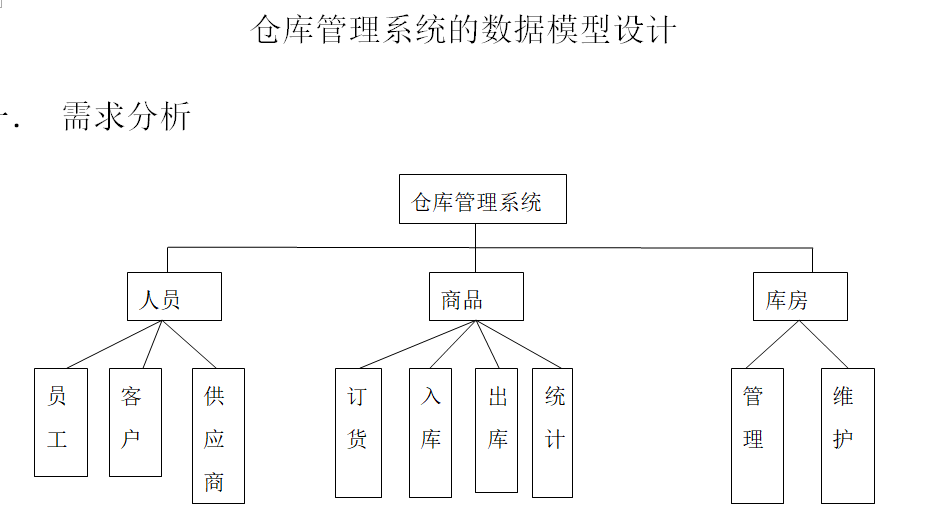 仓库管理系统的数据模型设计
一． 需求分析
仓库管理系统
人员
商品
库房
员工
客户
供应商
订货
入库
出库
统计
管理
维护